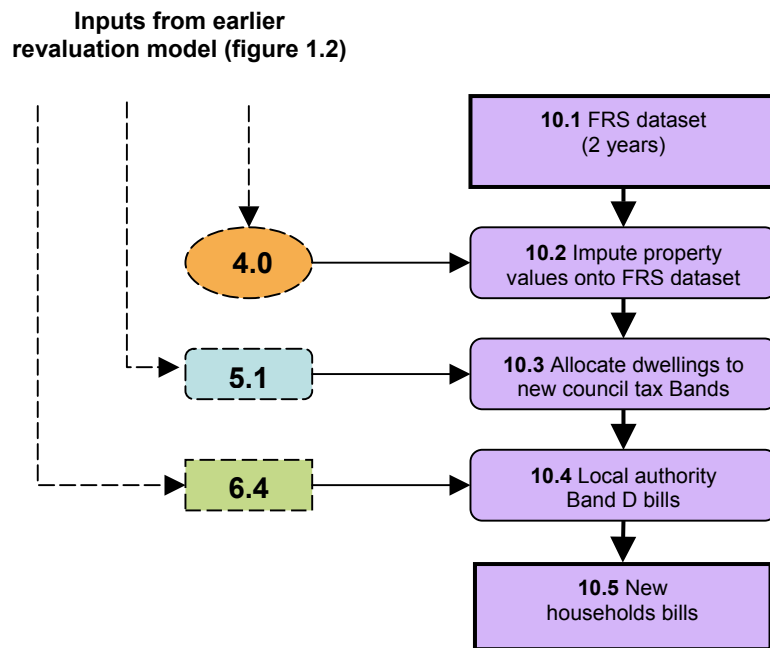 Inputs from earlier
revaluation model (figure 1.2)
10.1 FRS dataset
(2 years)
4.0
10.2 Impute property
values onto FRS dataset
5.1
10.3 Allocate dwellings to
new council tax Bands
6.4
10.4 Local authority
Band D bills
10.5 New
households bills